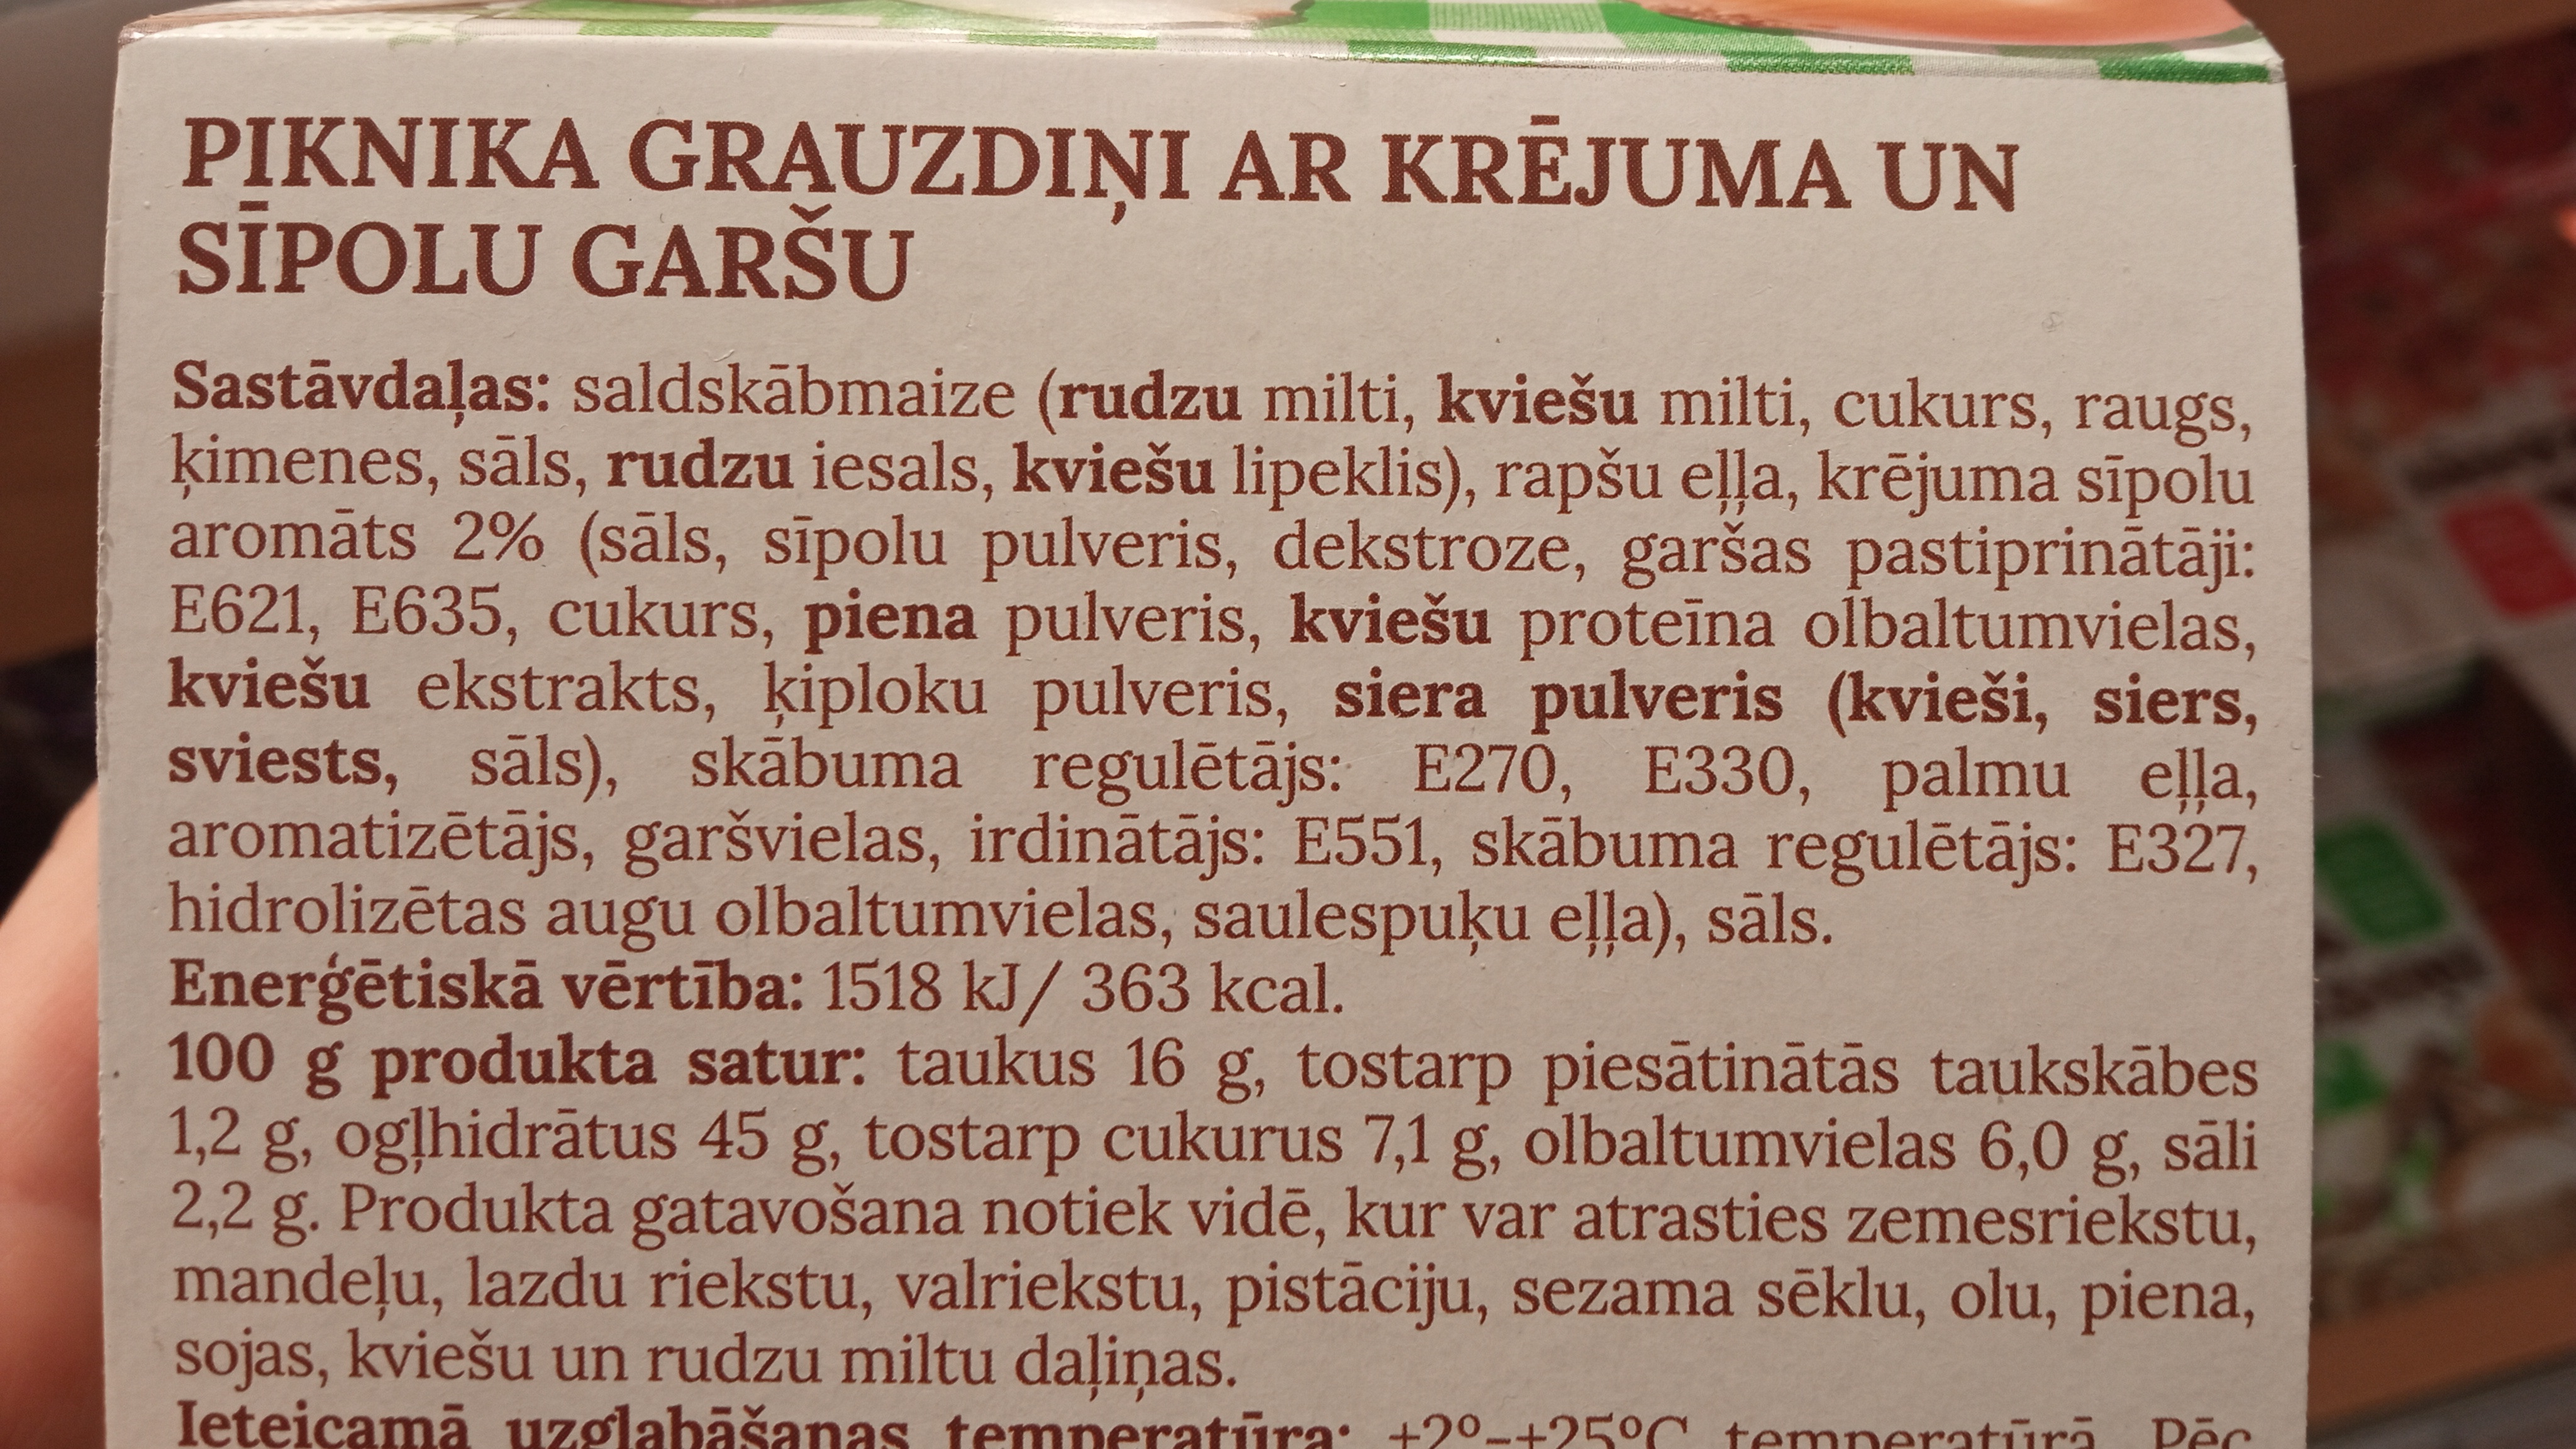 PIKNIKA GRAUZDIŅI AR KRĒJUMA UN
SĪPOLU GARŠU
Sastāvdaļas: saldskābmaize (rudzu milti, kviešu milti, cukurs, raugs,
ķimenes, sāls, rudzu iesals, kviešu lipeklis), rapšu eļļa, krējuma sīpolu
aromāts 2% (sāls, sīpolu pulveris, dekstroze, garšas pastiprinātāji:
E621, E635, cukurs, piena pulveris, kviešu proteīna olbaltumvielas,
kviešu ekstrakts, ķiploku pulveris, siera pulveris (kvieši, siers,
sviests, sāls), skābuma regulētājs: E270, E330, palmu eļļa,
aromatizētājs, garšvielas, irdinātājs: E551, skābuma regulētājs: E327,
hidrolizētas augu olbaltumvielas, saulespuķu eļļa), sāls.
Enerģētiskā vērtība: 1518 kJ/ 363 kcal.
100 g produkta satur: taukus 16 g, tostarp piesātinātās taukskābes
1,2 g, ogļhidrātus 45 g, tostarp cukurus 7,1 g, olbaltumvielas 6,0 g, sāli
2,2 g. Produkta gatavošana notiek vidē, kur var atrasties zemesriekstu,
mandeļu, lazdu riekstu, valriekstu, pistāciju, sezama sēklu, olu, piena,
sojas, kviešu un rudzu miltu daļiņas.
Ieteicamā uzglabāšanas temperatūra: +2º-+25ºC temperatūrā. Pēc